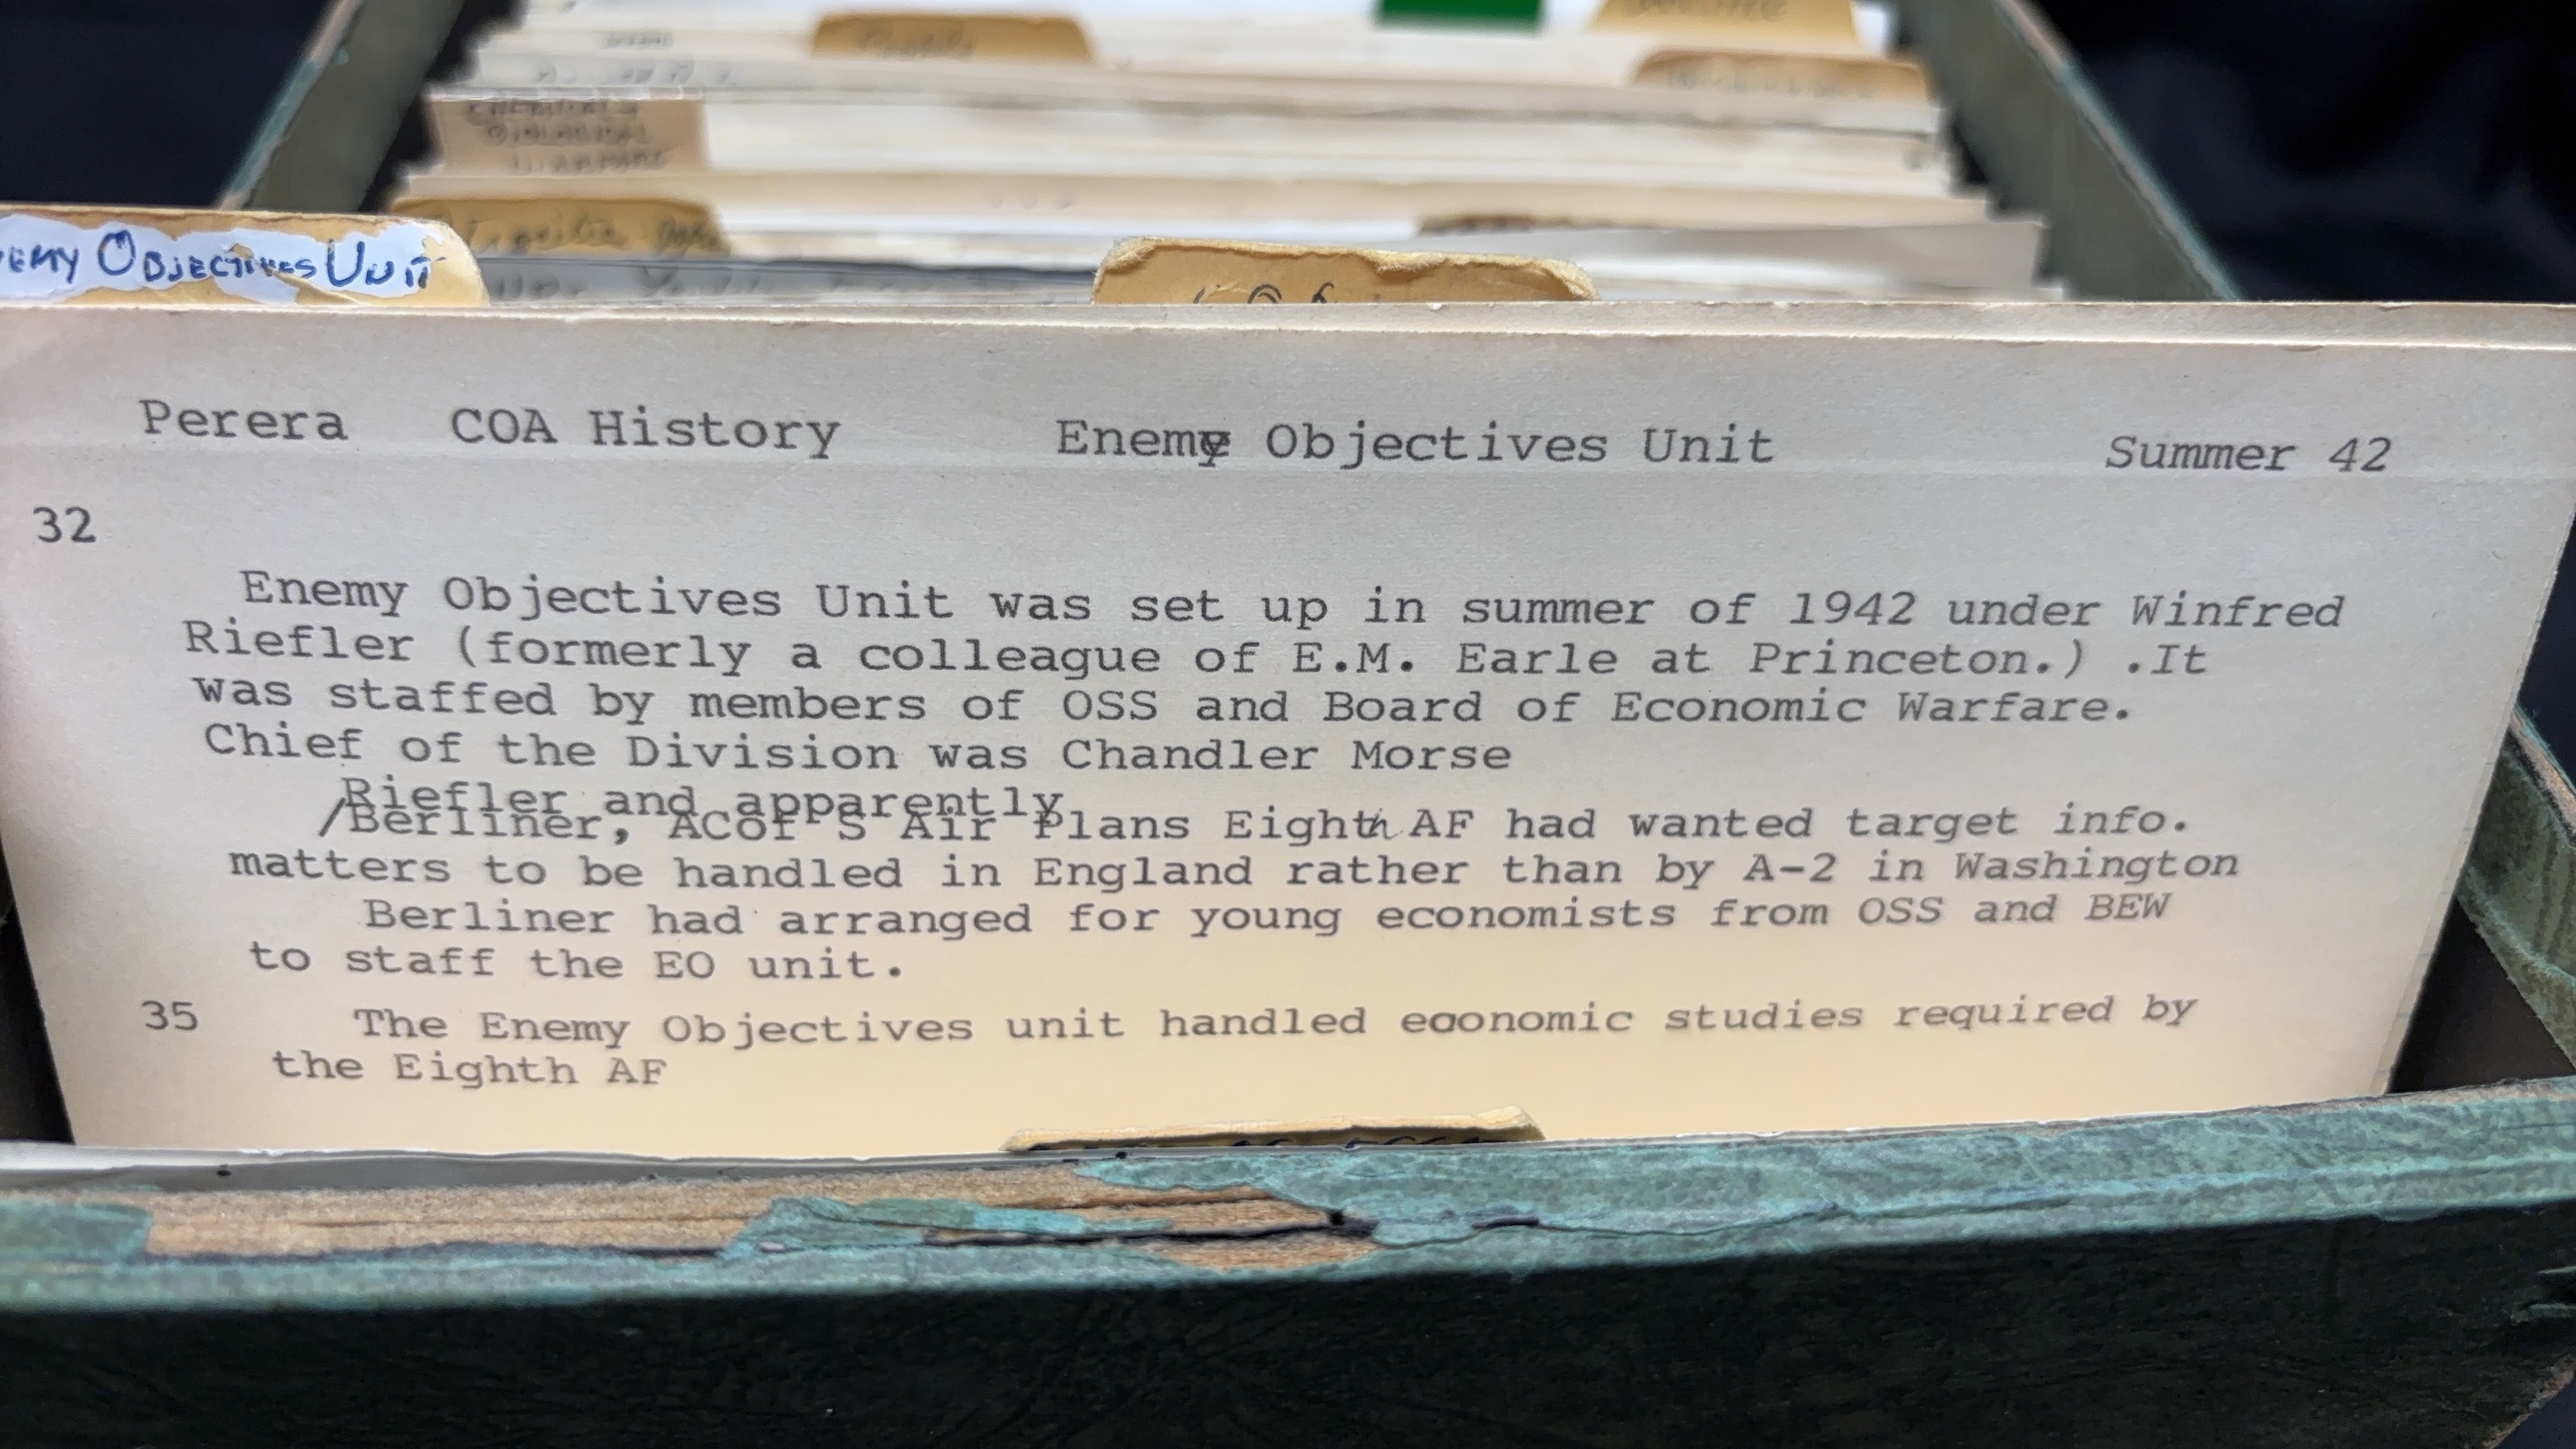 Objectives Unit
Perera COA History Enemy Objectives Unit Summer 42
32
Enemy Objectives Unit was set up in summer of 1942 under Winfred
Riefler (formerly a colleague of E.M. Earle at Princeton.) .It
was staffed by members of OSS and Board of Economic Warfare.
Chief of the Division was Chandler Morse
Riefler and apparently
/Berliner, ACof S Air Plans Eighth AF had wanted target info.
matters to be handled in England rather than by A-2 in Washington
Berliner had arranged for young economists from OSS and BEW
to staff the EO unit.
35 The Enemy Objectives unit handled eaonomic studies required by
the Eighth AF